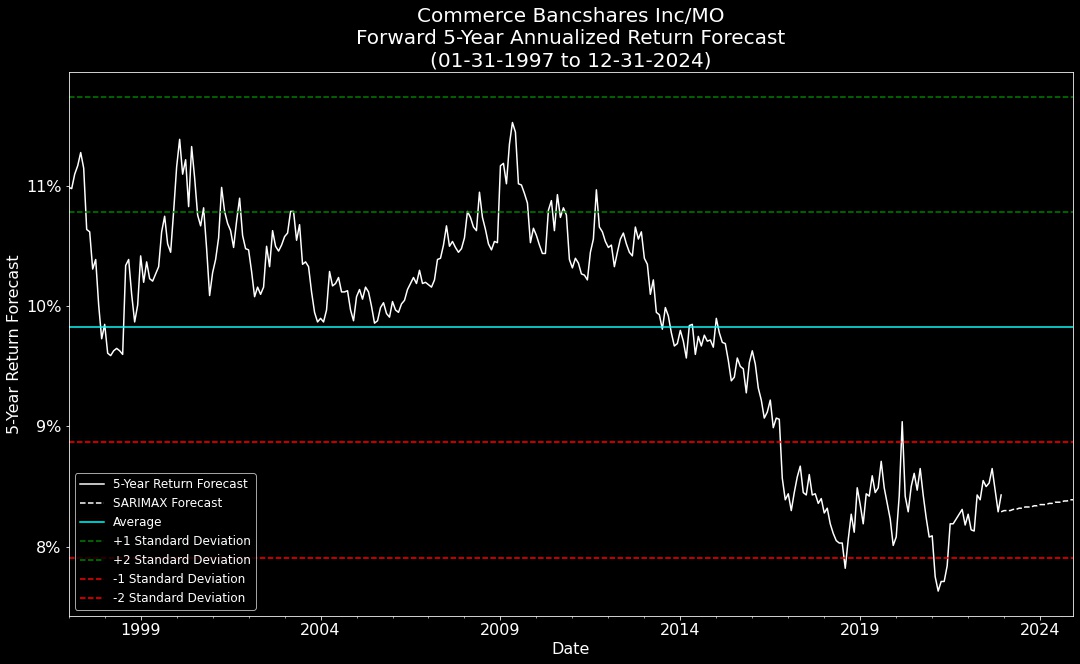 Commerce Bancshares Inc/MO
Forward 5-Year Annualized Return Forecast
(01-31-1997 to 12-31-2024)
5-Year Return Forecast
11%
10%
9%
8%
5-Year Return Forecast
SARIMAX Forecast
Average
+1 Standard Deviation
+2 Standard Deviation
-1 Standard Deviation
-2 Standard Deviation
1999 2004 2009 2014 2019 2024
Date